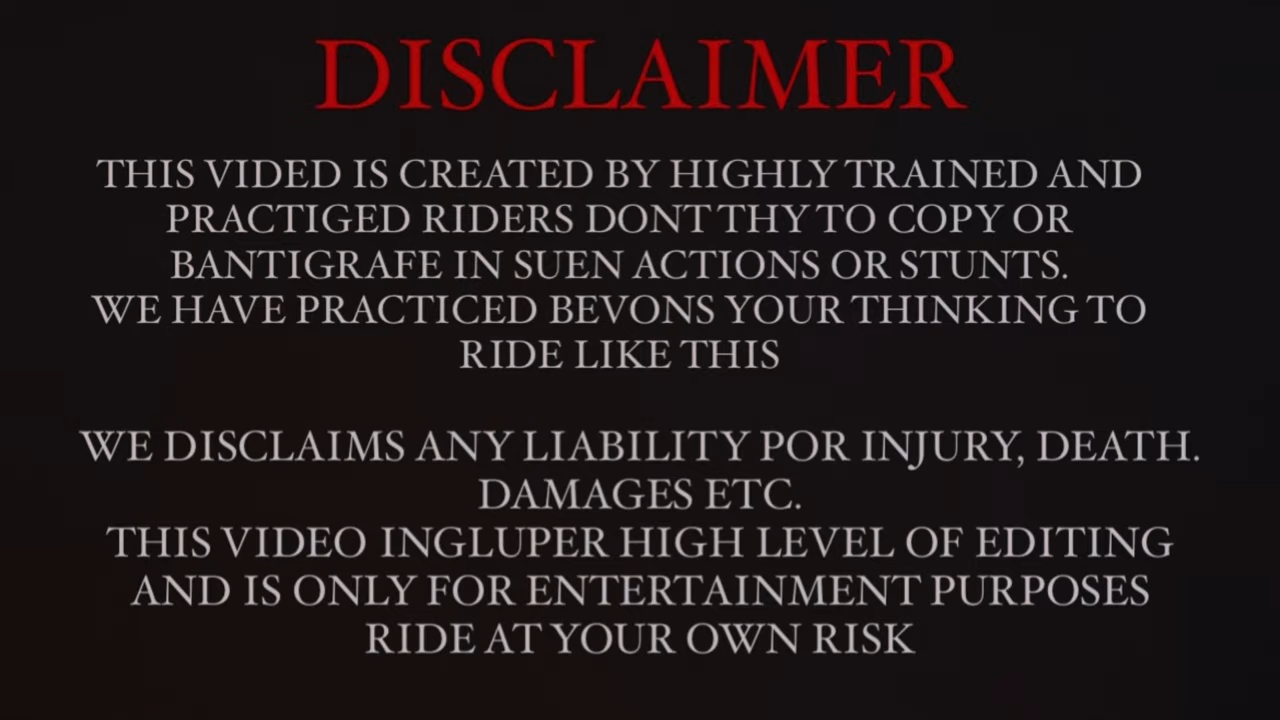 DISCLAIMER
THIS VIDED IS CREATED BY HIGHLY TRAINED AND
PRACTIGED RIDERS DONT THY TO COPY OR
BANTIGRAFE IN SUEN ACTIONS OR STUNTS.
WE HAVE PRACTICED BEVONS YOUR THINKING TO
RIDE LIKE THIS
WE DISCLAIMS ANY LIABILITY POR INJURY, DEATH.
DAMAGES ETC.
THIS VIDEO INGLUPER HIGH LEVEL OF EDITING
AND IS ONLY FOR ENTERTAINMENT PURPOSES
RIDE AT YOUR OWN RISK